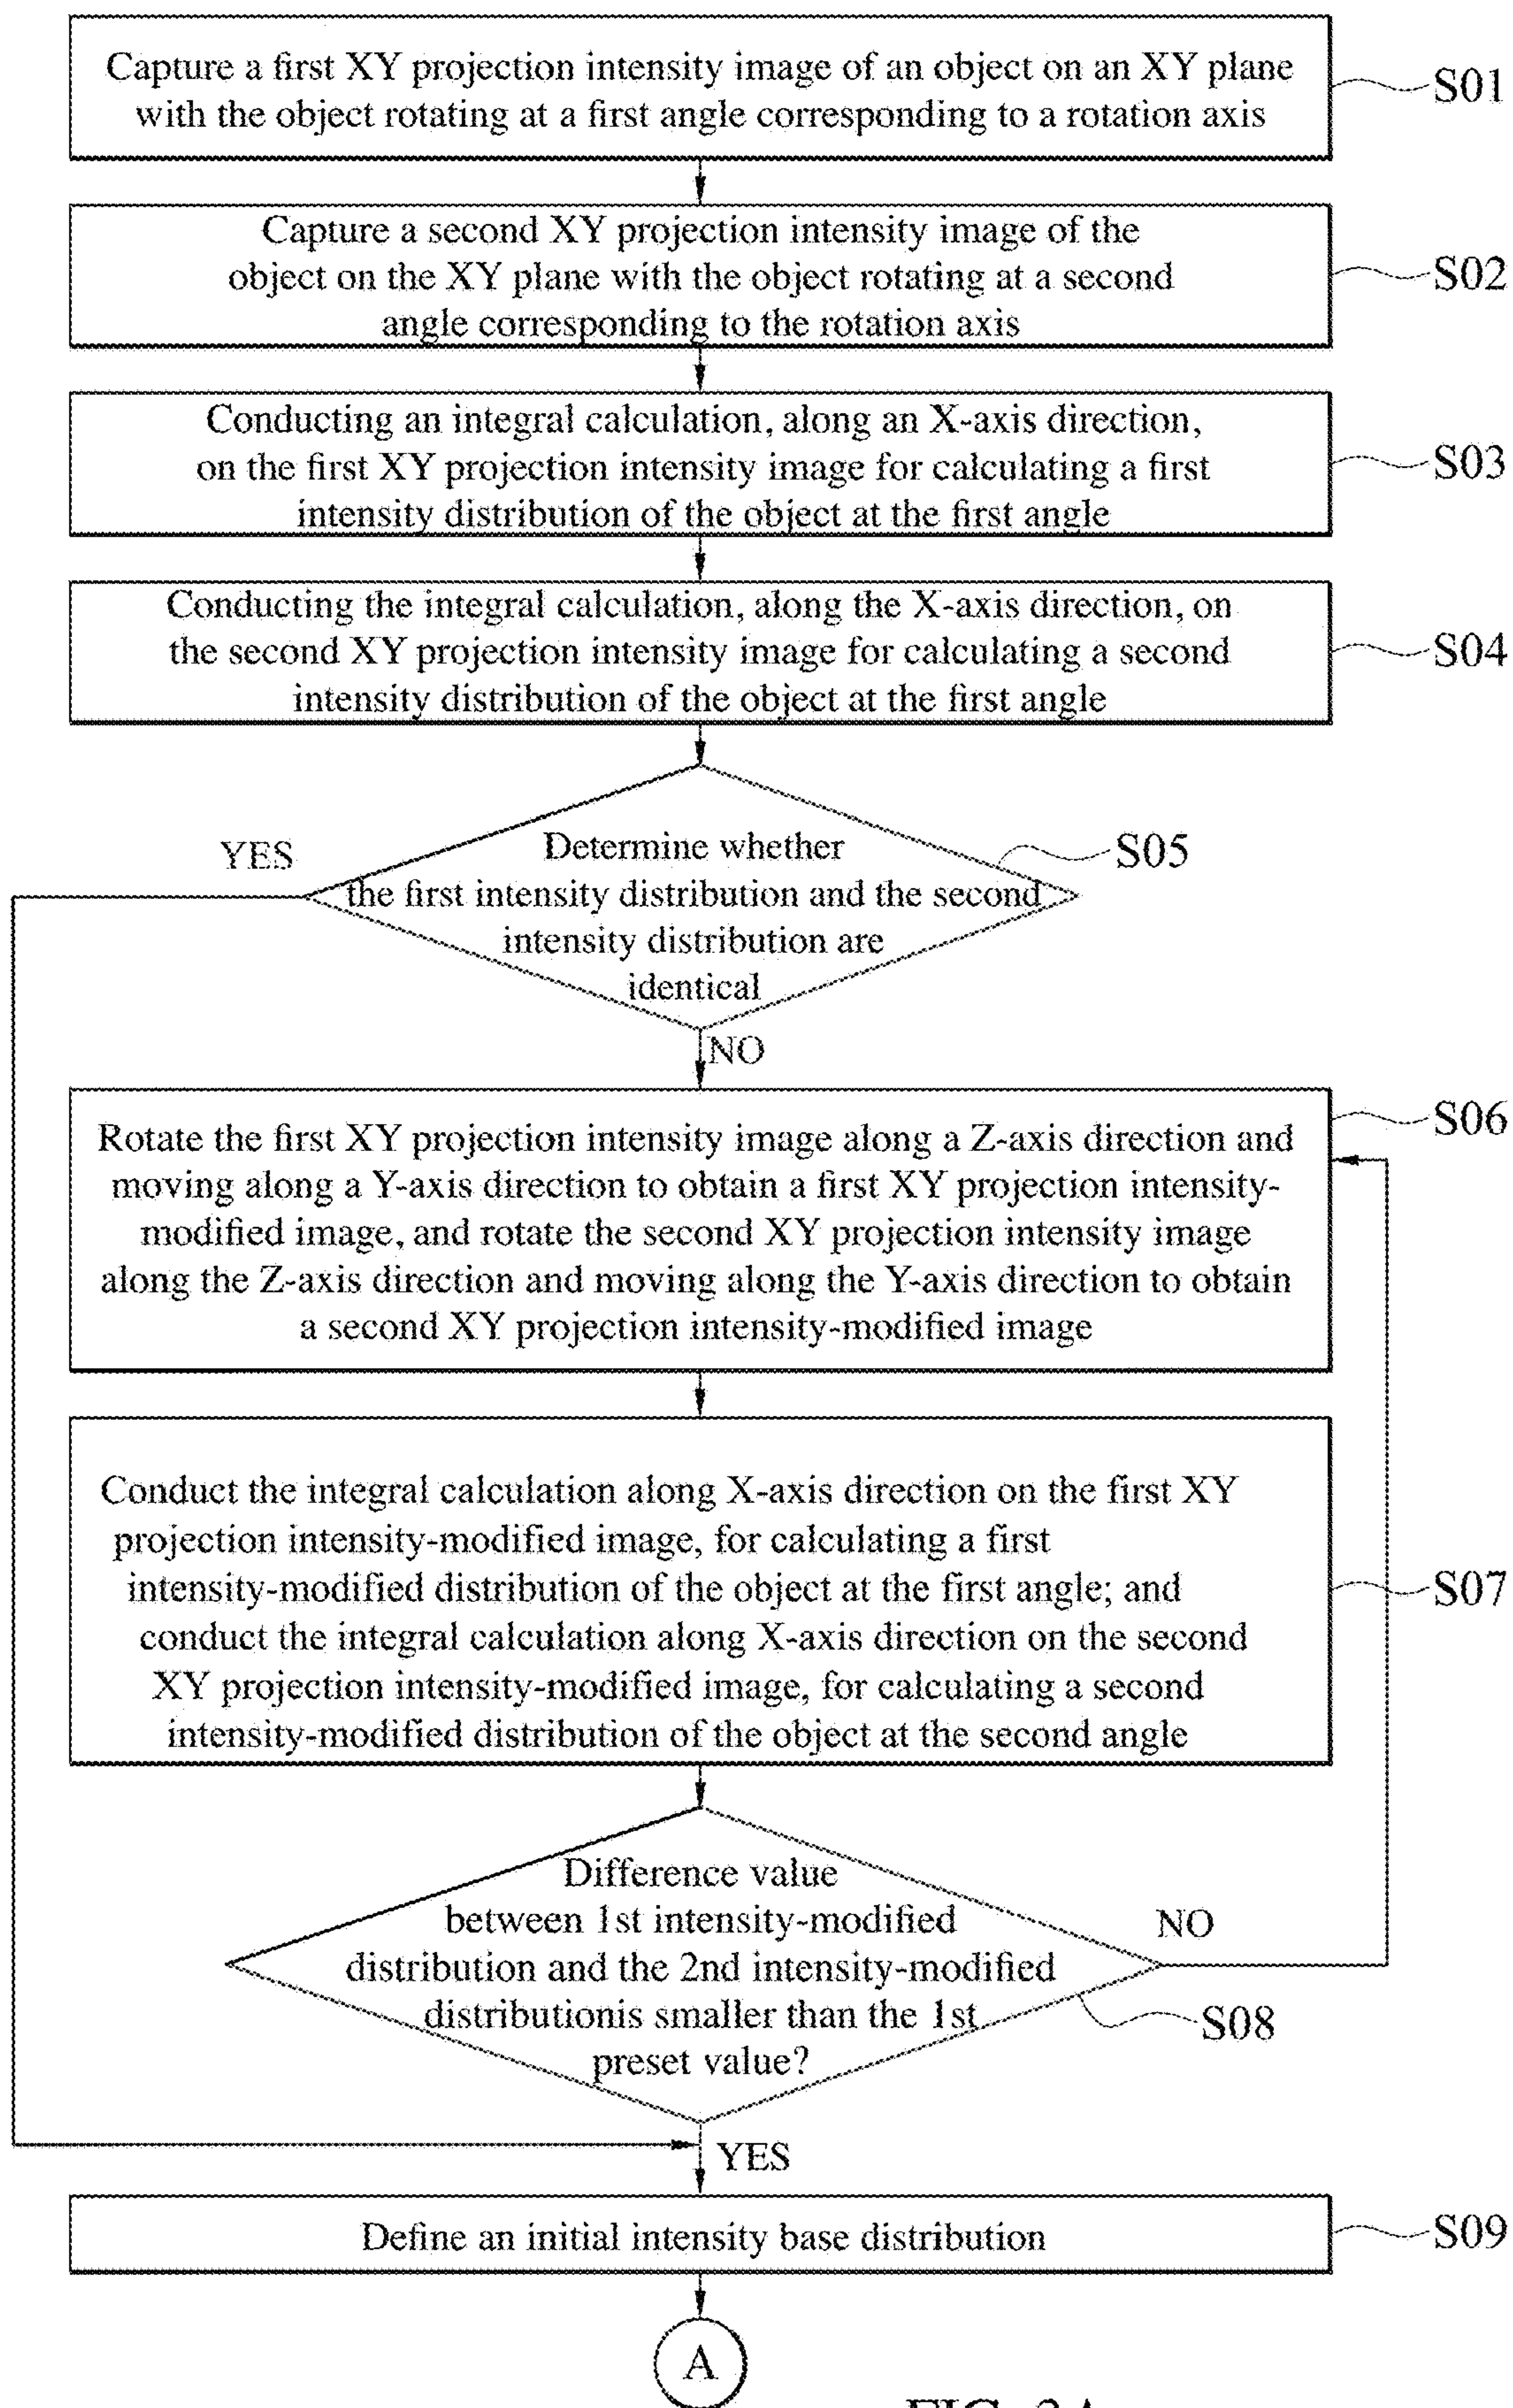 Capture a first XY projection intensity image of an object on an XY plane
with the object rotating at a first angle corresponding to a rotation axis
S01
Capture a second XY projection intensity image of the
object on the XY plane with the object rotating at a second
angle corresponding to the rotation axis
S02
Conducting an integral calculation, along an X-axis direction,
on the first XY projection intensity image for calculating a first
intensity distribution of the object at the first angle
S03
Conducting the integral calculation, along the X-axis direction, on
the second XY projection intensity image for calculating a second
intensity distribution of the object at the first angle
S04
YES
Determine whether
the first intensity distribution and the second
intensity distribution are
identical
S05
NO
Rotate the first XY projection intensity image along a Z-axis direction and
moving along a Y-axis direction to obtain a first XY projection intensity-
modified image, and rotate the second XY projection intensity image
along the Z-axis direction and moving along the Y-axis direction to obtain
a second XY projection intensity-modified image
S06
Conduct the integral calculation along X-axis direction on the first XY
projection intensity-modified image, for calculating a first
intensity-modified distribution of the object at the first angle; and
conduct the integral calculation along X-axis direction on the second
XY projection intensity-modified image, for calculating a second
intensity-modified distribution of the object at the second angle
S07
Difference value
between 1st intensity-modified
distribution and the 2nd intensity-modified
distributionis smaller than the 1st
preset value?
NO
S08
YES
Define an initial intensity base distribution
S09
A